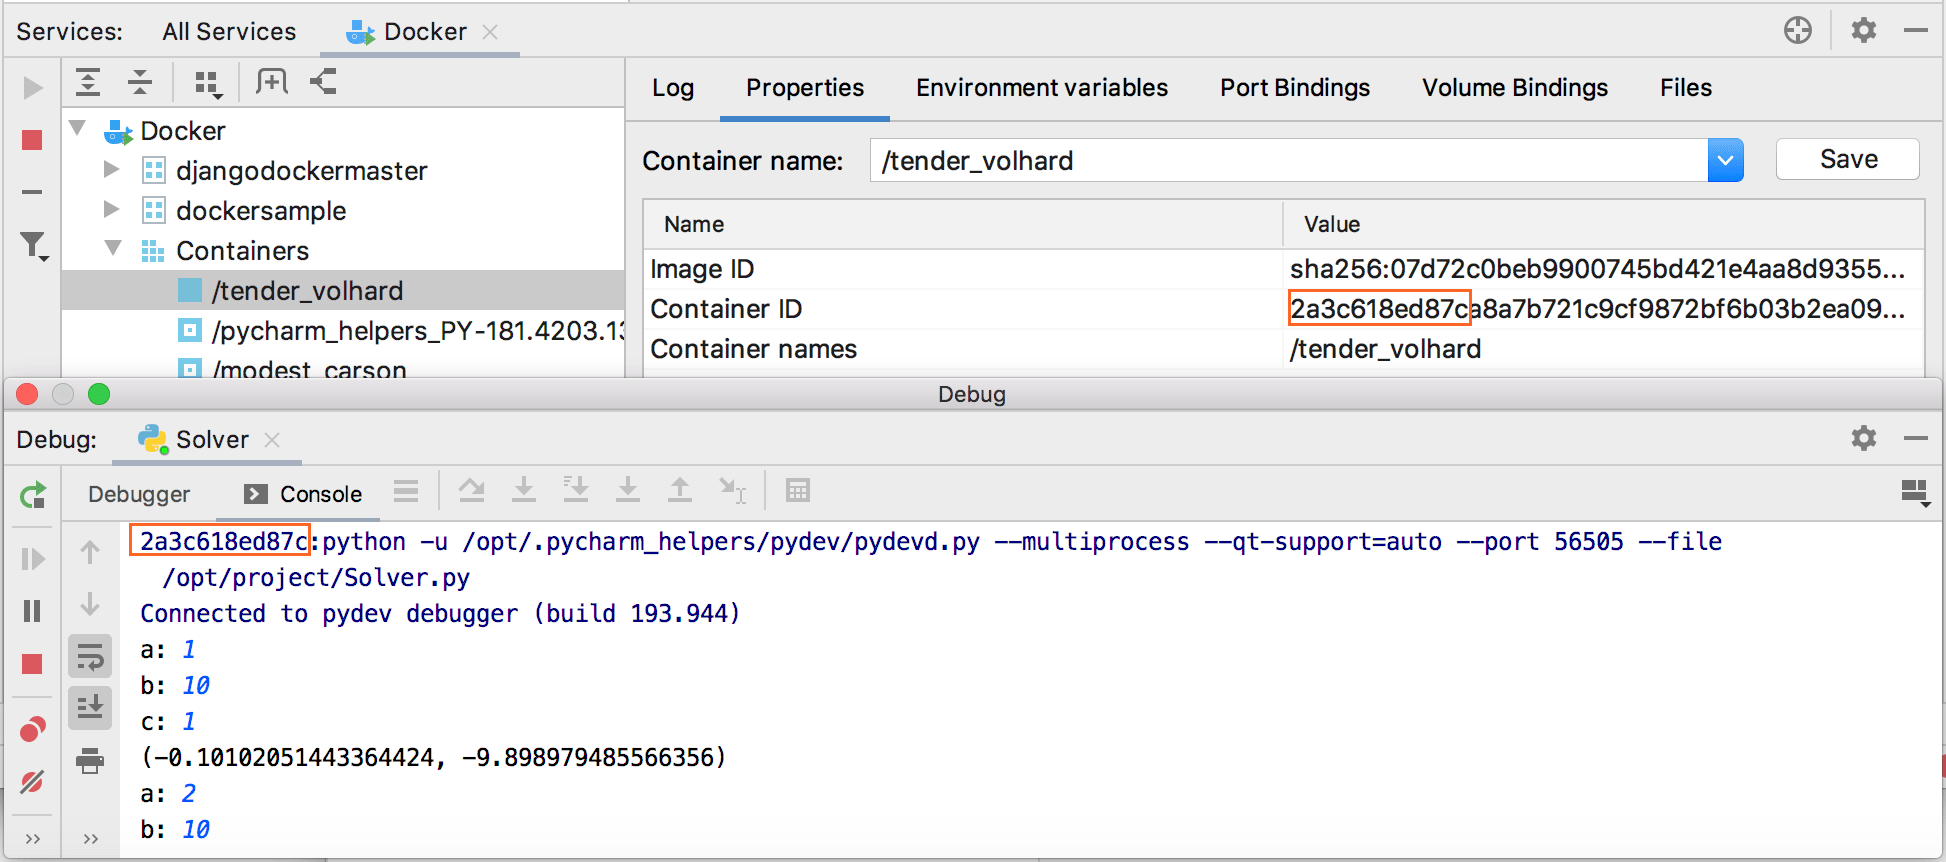 Services: All Services Docker
Log Properties Environment variables Port Bindings Volume Bindings Files
Docker
djangodockermaster
dockersample
Containers
/tender_volhard
/pycharm_helpers_PY-181.4203.13
/modest_carson
Container name: /tender_volhard Save
Name Value
Image ID sha256:07d72c0beb9900745bd421e4aa8d9355...
Container ID 2a3c618ed87ca8a7b721c9cf9872bf6b03b2ea09...
Container names /tender_volhard
Debug
Debug: Solver
Debugger Console
2a3c618ed87c:python -u /opt/.pycharm_helpers/pydev/pydevd.py --multiprocess --qt-support=auto --port 56505 --file
/opt/project/Solver.py
Connected to pydev debugger (build 193.944)
a: 1
b: 10
c: 1
(-0.10102051443364424, -9.898979485566356)
a: 2
b: 10